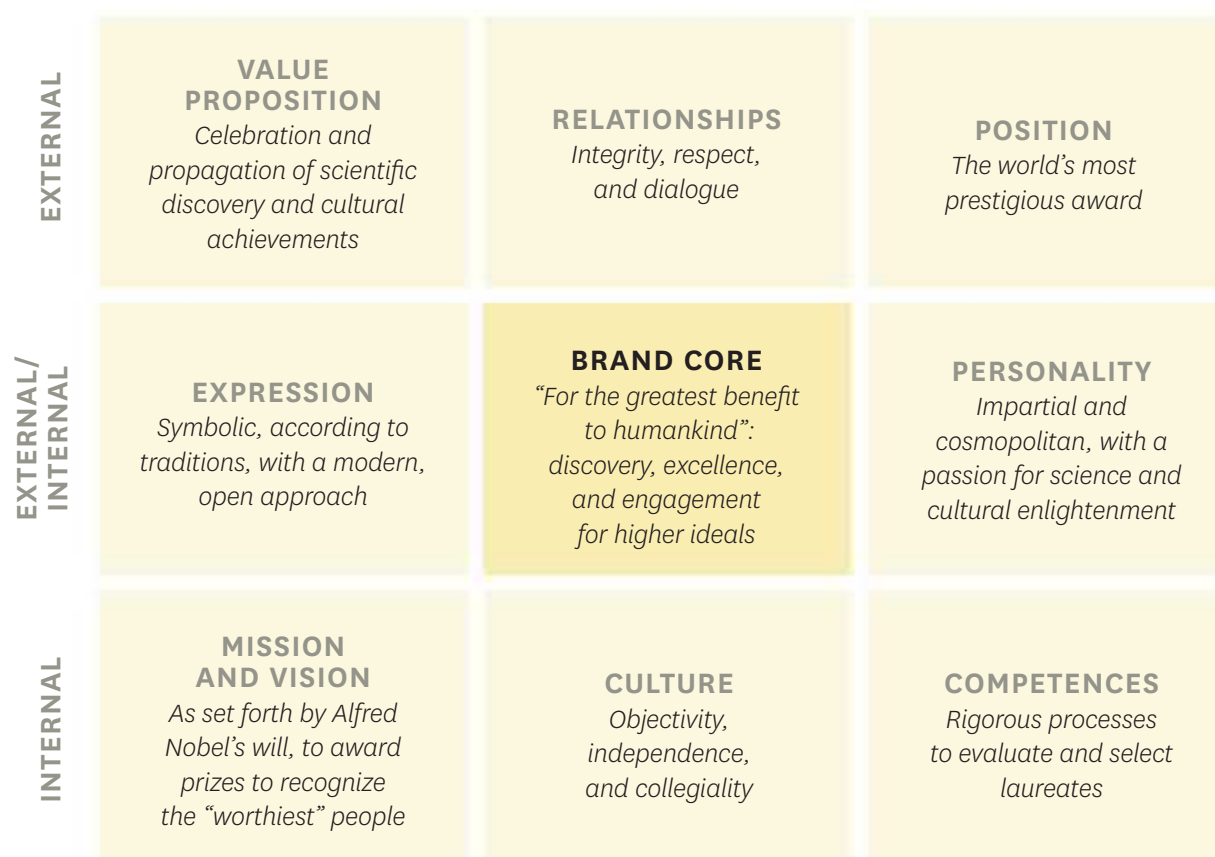 EXTERNAL
VALUE
PROPOSITION
Celebration and
propagation of scientific
discovery and cultural
achievements
RELATIONSHIPS
Integrity, respect,
and dialogue
POSITION
The world’s most
prestigious award
EXTERNAL/
INTERNAL
EXPRESSION
Symbolic, according to
traditions, with a modern,
open approach
BRAND CORE
“For the greatest benefit
to humankind”:
discovery, excellence,
and engagement
for higher ideals
PERSONALITY
Impartial and
cosmopolitan, with a
passion for science and
cultural enlightenment
INTERNAL
MISSION
AND VISION
As set forth by Alfred
Nobel’s will, to award
prizes to recognize
the “worthiest” people
CULTURE
Objectivity,
independence,
and collegiality
COMPETENCES
Rigorous processes
to evaluate and select
laureates